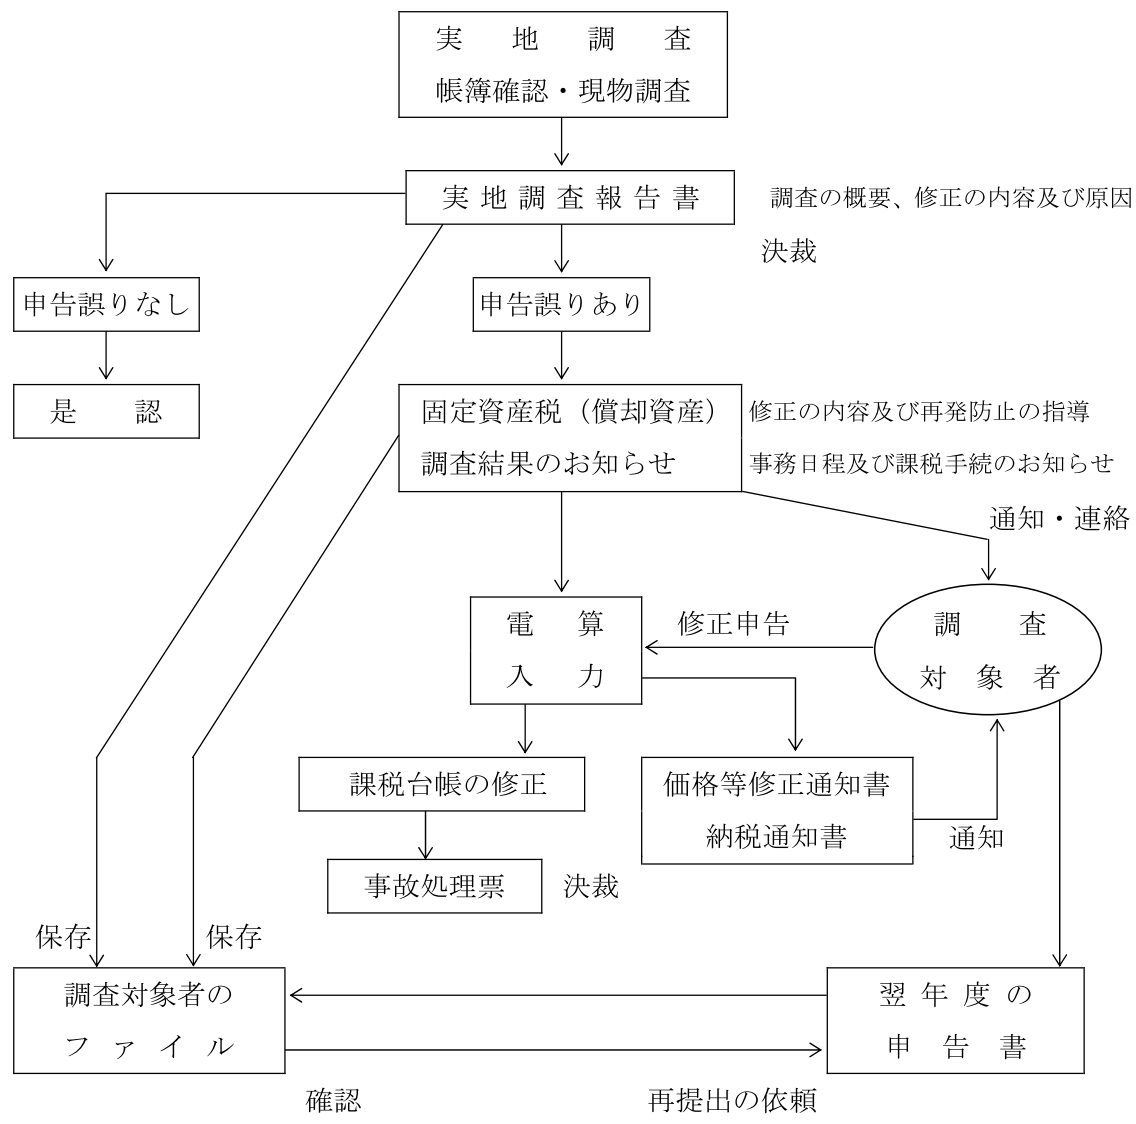 実地調査
帳簿確認・現物調査
実地調査報告書
調査の概要、修正の内容及び原因
決裁
申告誤りなし
申告誤りあり
是認
固定資産税（償却資産）
調査結果のお知らせ
修正の内容及び再発防止の指導
事務日程及び課税手続のお知らせ
通知・連絡
電算
入力
修正申告
調査
対象者
課税台帳の修正
価格等修正通知書
納税通知書
通知
事故処理票
決裁
保存
保存
調査対象者の
ファイル
翌年度の
申告書
確認
再提出の依頼